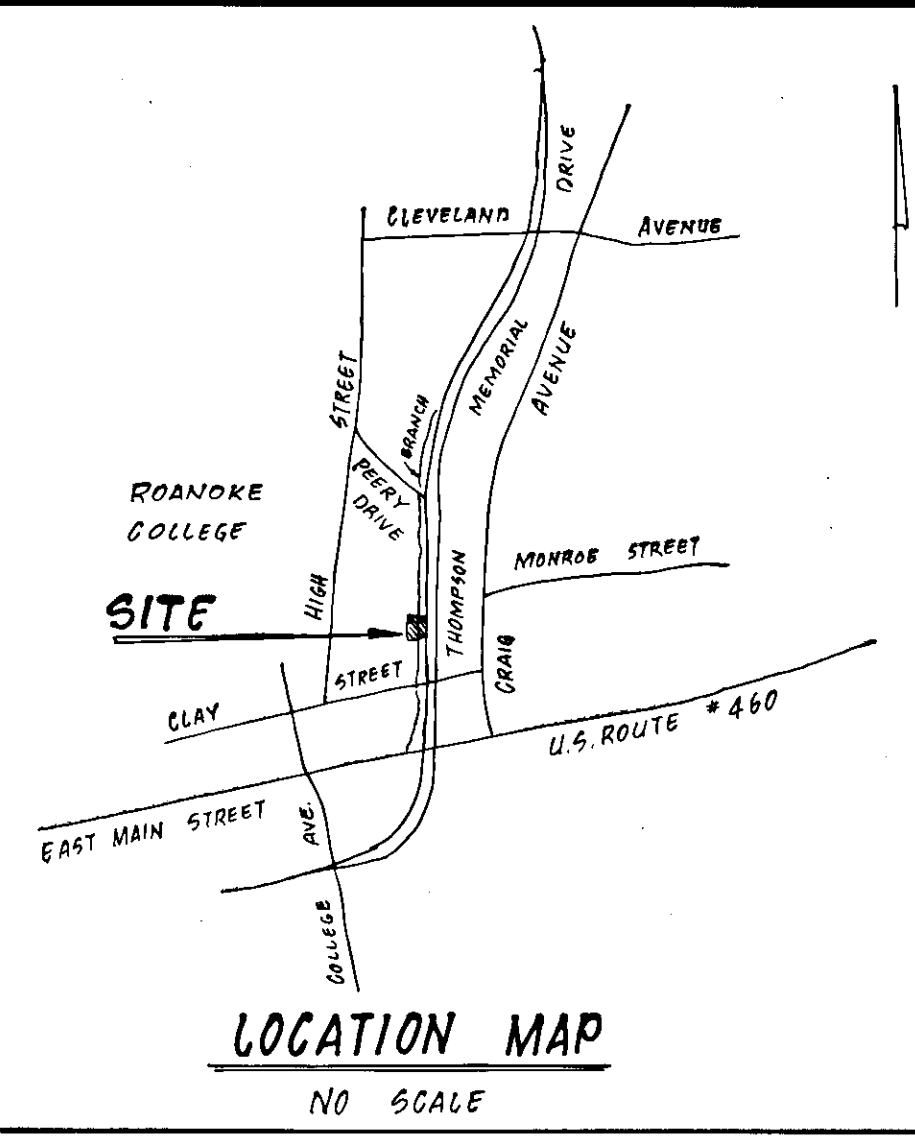 DRIVE
CLEVELAND AVENUE
MEMORIAL
AVENUE
STREET
BRANCH
PEERY
DRIVE
ROANOKE
COLLEGE
MONROE STREET
THOMPSON
HIGH
SITE
CRAIG
STREET
CLAY
U.S. ROUTE #460
EAST MAIN STREET
AVE.
COLLEGE
LOCATION MAP
NO SCALE